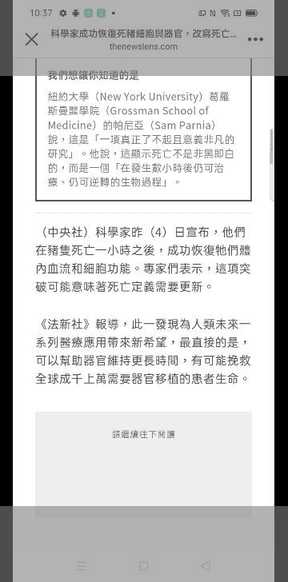 10:37
科學家成功恢復死豬細胞與器官，改寫死亡…
thenewslens.com
我們想讓你知道的是
紐約大學（New York University）葛羅
斯曼醫學院（Grossman School of
Medicine）的帕尼亞（Sam Parnia）
說，這是「一項真正了不起且意義非凡的
研究」。他說，這顯示死亡不是非黑即白
的，而是一個「在發生數小時後仍可治
療、仍可逆轉的生物過程」。
（中央社）科學家昨（4）日宣布，他們
在豬隻死亡一小時之後，成功恢復牠們體
內血流和細胞功能。專家們表示，這項突
破可能意味著死亡定義需要更新。
《法新社》報導，此一發現為人類未來一
系列醫療應用帶來新希望，最直接的是，
可以幫助器官維持更長時間，有可能挽救
全球成千上萬需要器官移植的患者生命。
請繼續往下閱讀